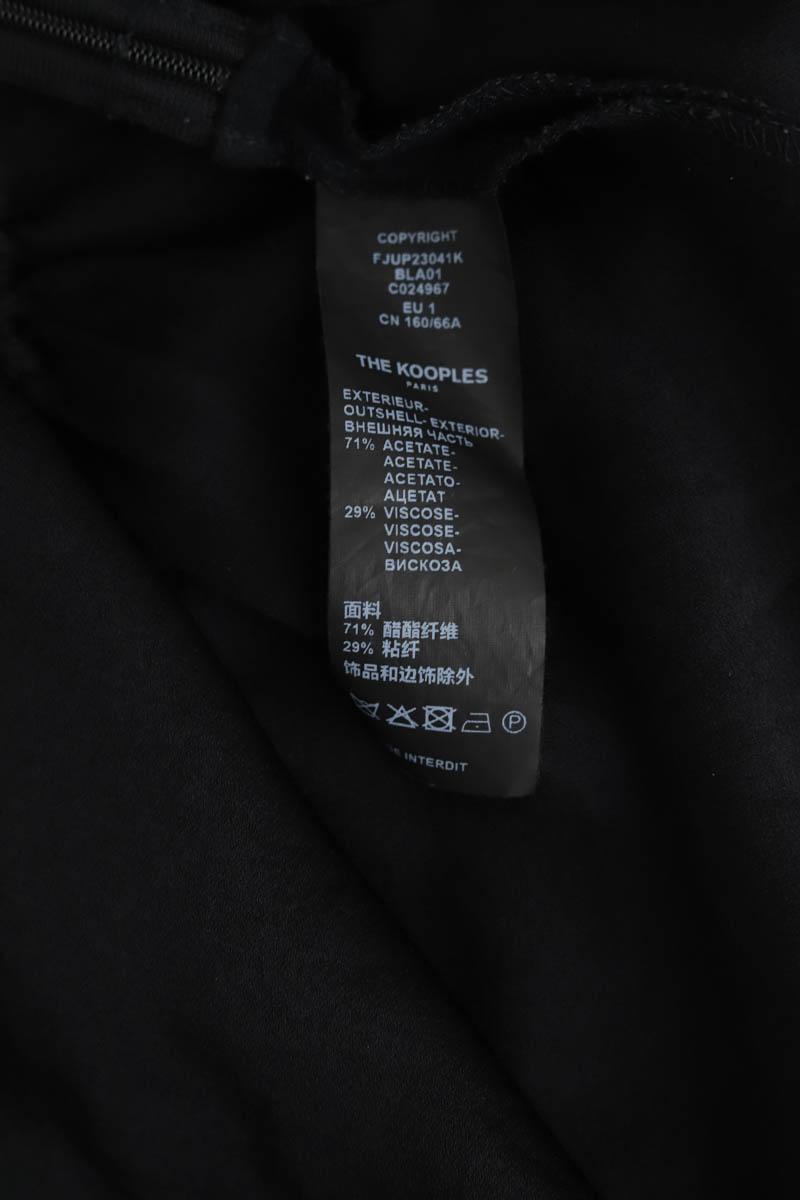 COPYRIGHT
FJUP23041K
BLA01
C024967
EU 1
CN 160/66A
THE KOOPLES
PARIS
EXTERIEUR-
OUTSHELL- EXTERIOR-
ВНЕШНЯЯ ЧАСТЬ
71% ACETATE-
ACETATE-
ACETATO-
АЦЕТАТ
29% VISCOSE-
VISCOSE-
VISCOSA-
ВИСКОЗА
面料
71% 醋酯纤维
29% 粘纤
饰品和边饰除外
P
INTERDIT